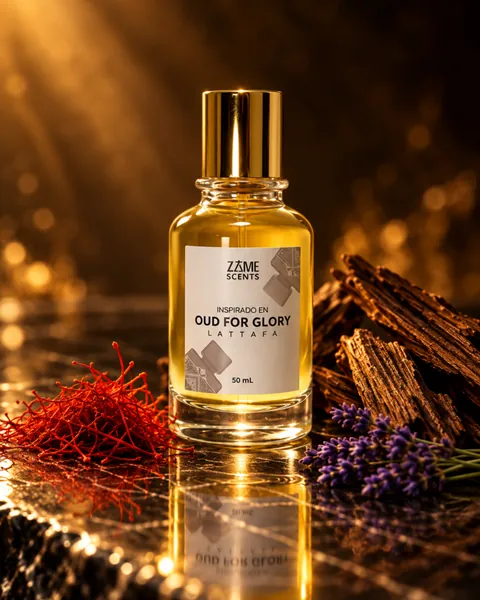 ZAME
SCENTS
INSPIRADO EN
OUD FOR GLORY
LATTAFA
50 mL